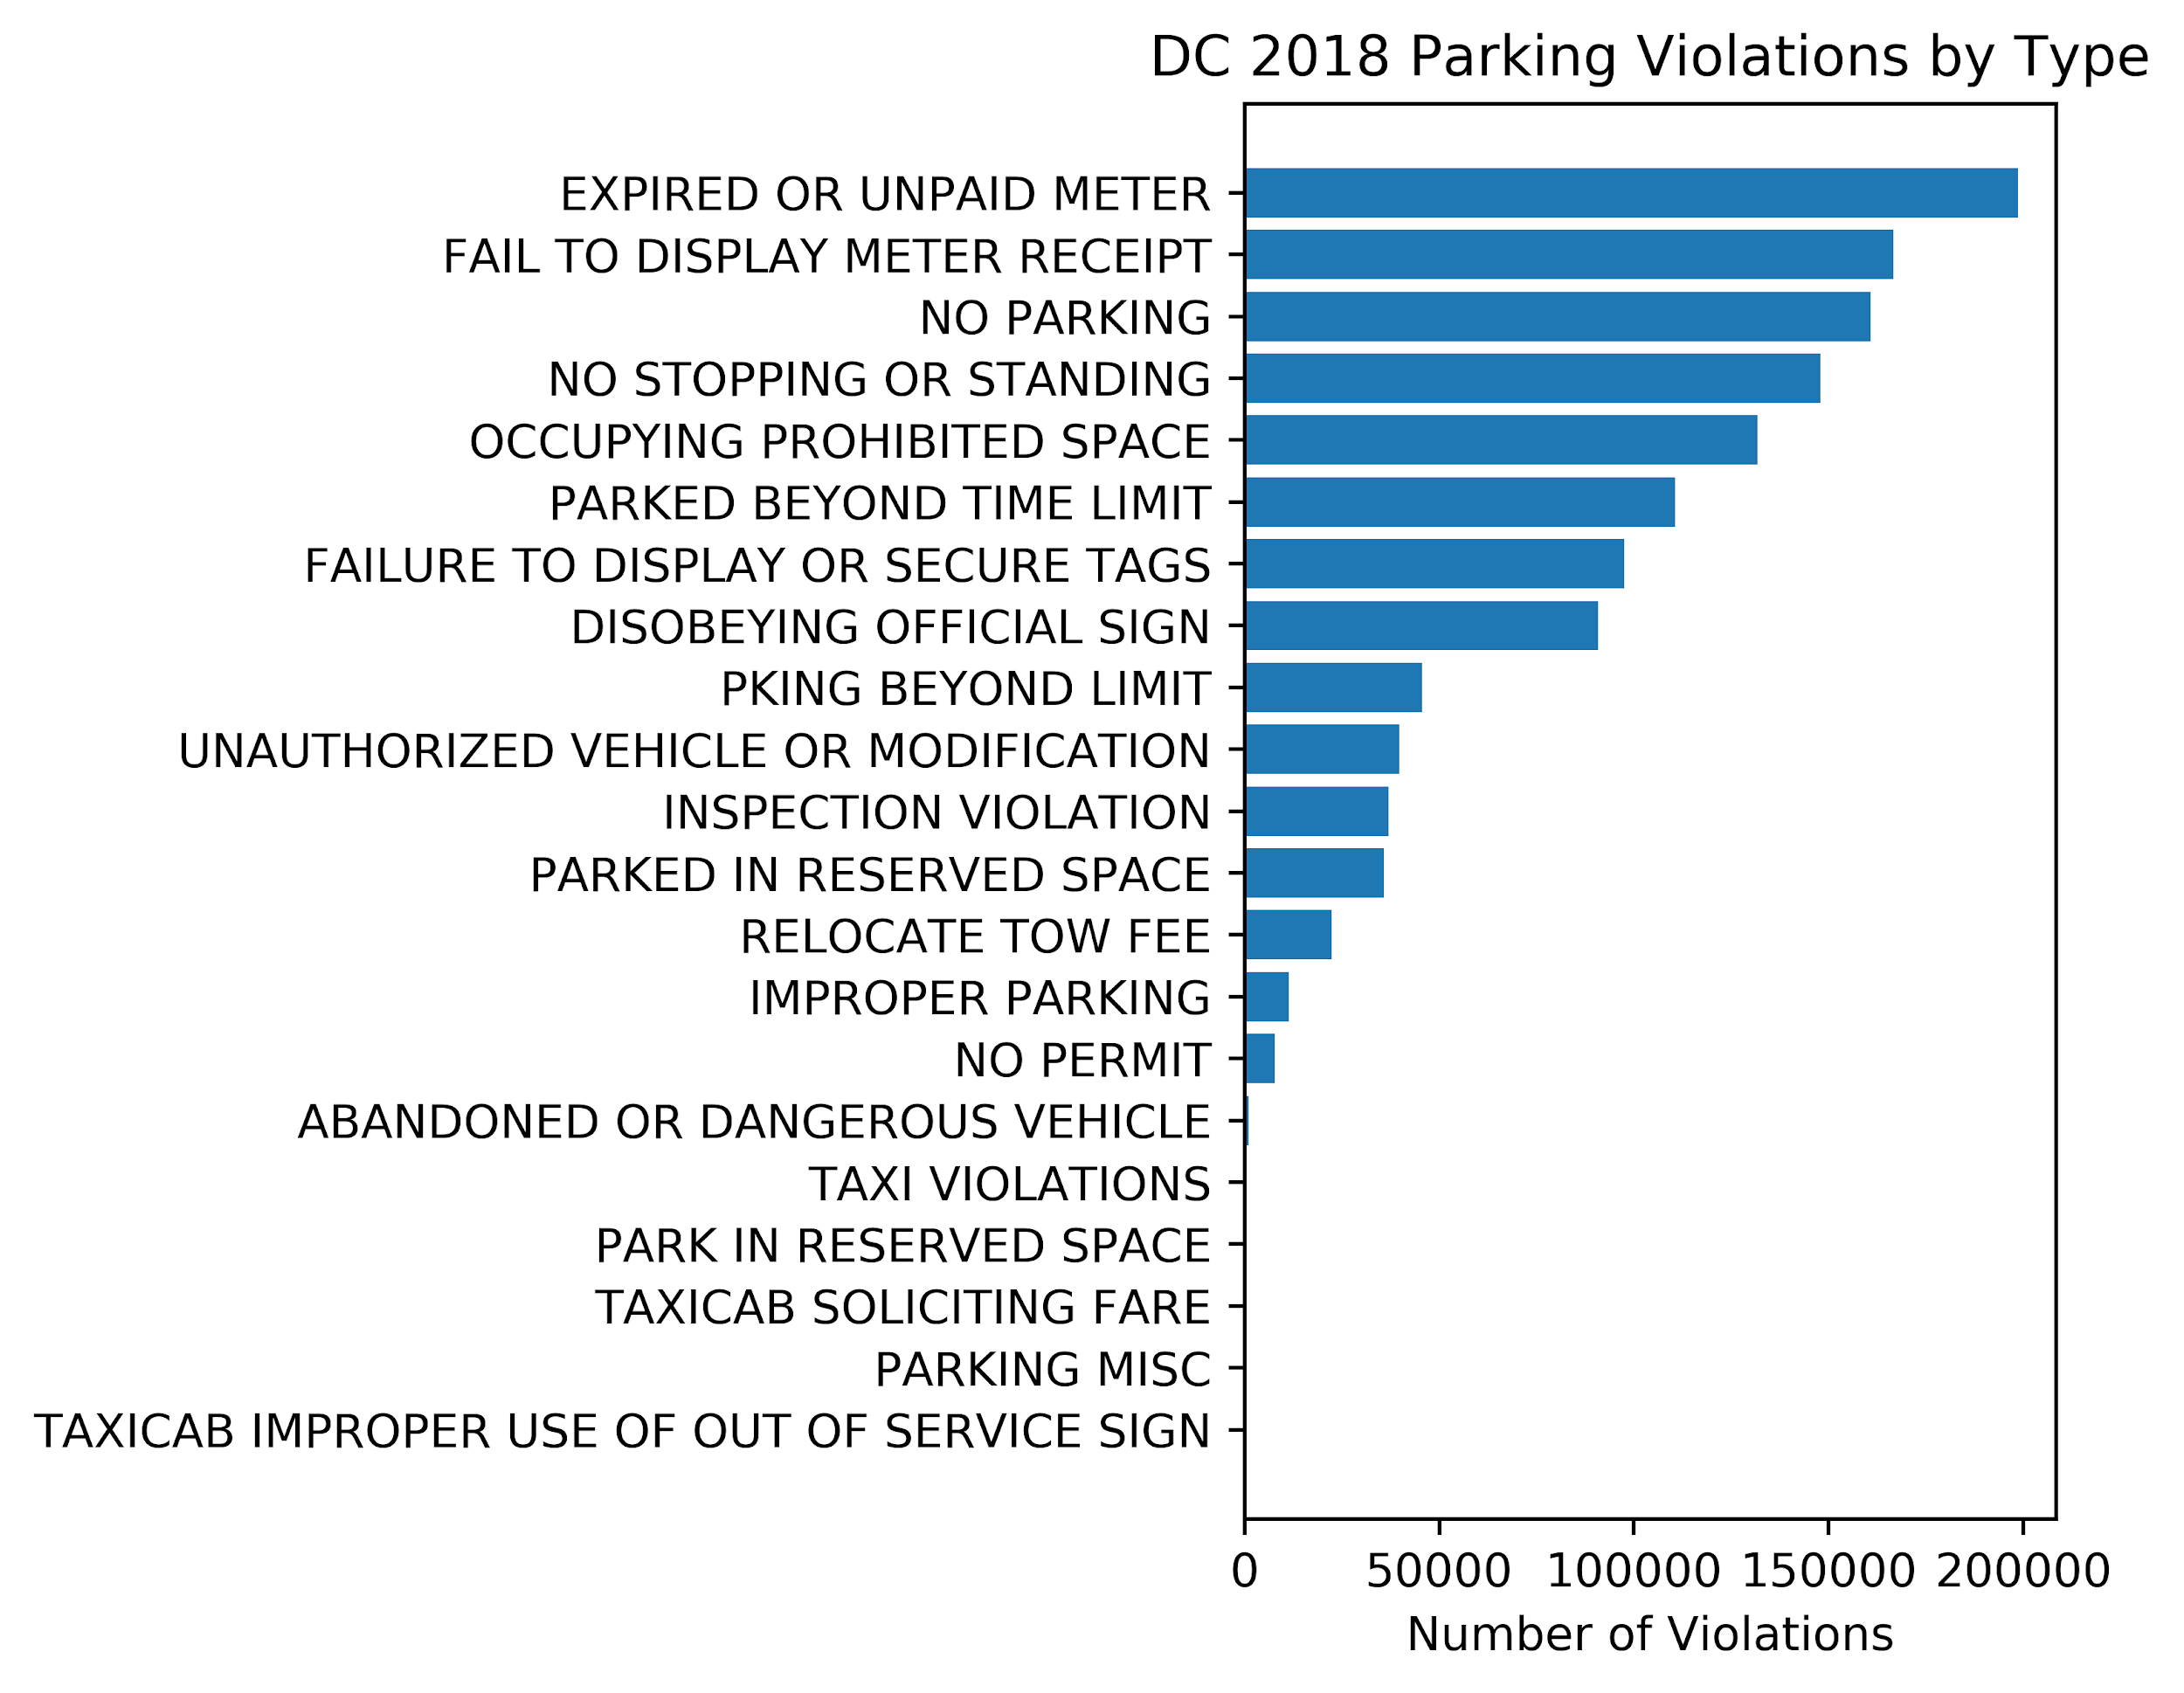 DC 2018 Parking Violations by Type
EXPIRED OR UNPAID METER
FAIL TO DISPLAY METER RECEIPT
NO PARKING
NO STOPPING OR STANDING
OCCUPYING PROHIBITED SPACE
PARKED BEYOND TIME LIMIT
FAILURE TO DISPLAY OR SECURE TAGS
DISOBEYING OFFICIAL SIGN
PKING BEYOND LIMIT
UNAUTHORIZED VEHICLE OR MODIFICATION
INSPECTION VIOLATION
PARKED IN RESERVED SPACE
RELOCATE TOW FEE
IMPROPER PARKING
NO PERMIT
ABANDONED OR DANGEROUS VEHICLE
TAXI VIOLATIONS
PARK IN RESERVED SPACE
TAXICAB SOLICITING FARE
PARKING MISC
TAXICAB IMPROPER USE OF OUT OF SERVICE SIGN
0 50000 100000 150000 200000
Number of Violations